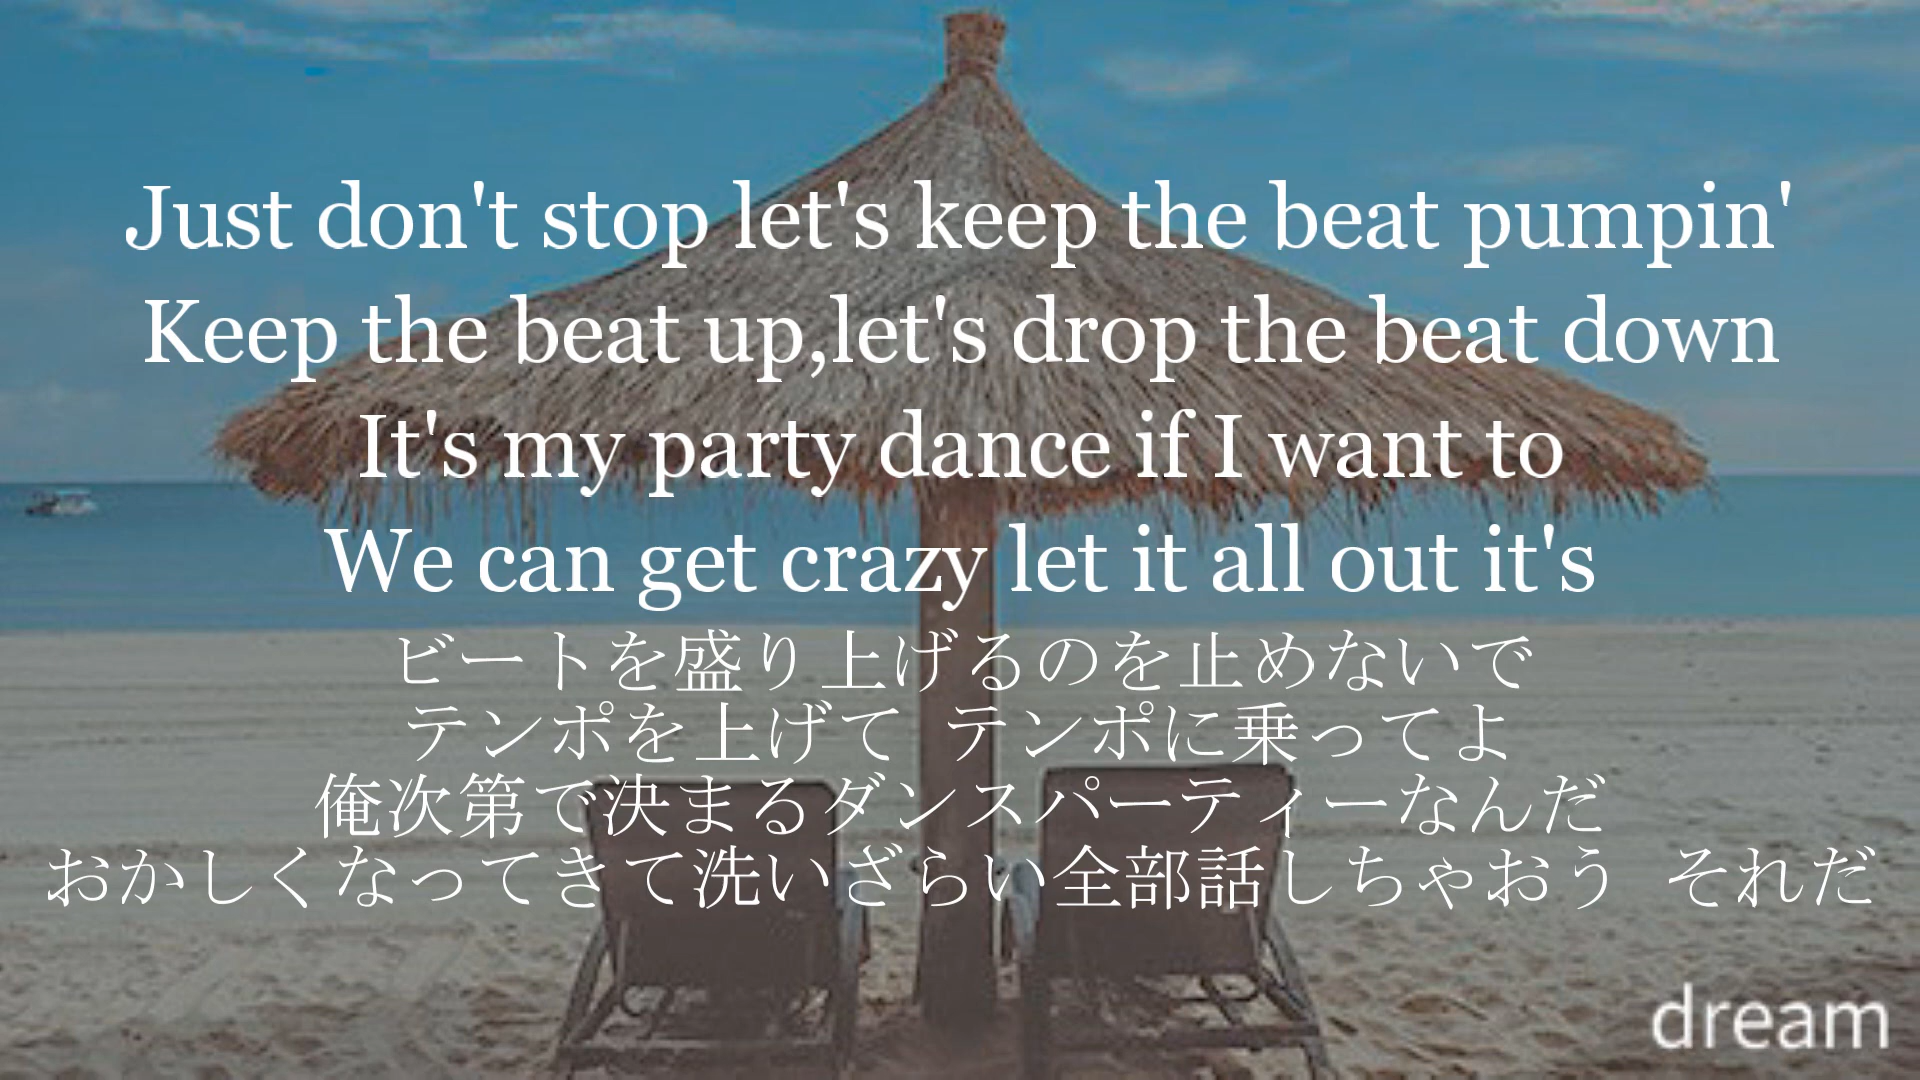 Just don't stop let's keep the beat pumpin'
Keep the beat up,let's drop the beat down
It's my party dance if I want to
We can get crazy let it all out it's
ビートを盛り上げるのを止めないで
テンポを上げて テンポに乗ってよ
俺次第で決まるダンスパーティーなんだ
おかしくなってきて洗いざらい全部話しちゃおう それだ
dream